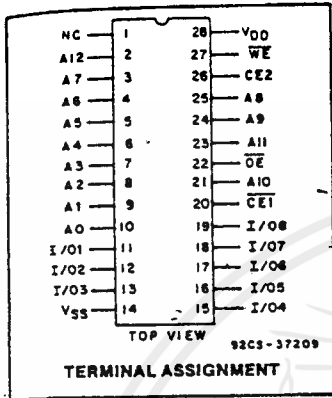 NC 1 28 VDD
A12 2 27 W̅E̅
A7 3 26 CE2
A6 4 25 A8
A5 5 24 A9
A4 6 23 A11
A3 7 22 O̅E̅
A2 8 21 A10
A1 9 20 C̅E̅1̅
A0 10 19 I/O8
I/O1 11 18 I/O7
I/O2 12 17 I/O6
I/O3 13 16 I/O5
VSS 14 15 I/O4
TOP VIEW
92CS-37209
TERMINAL ASSIGNMENT